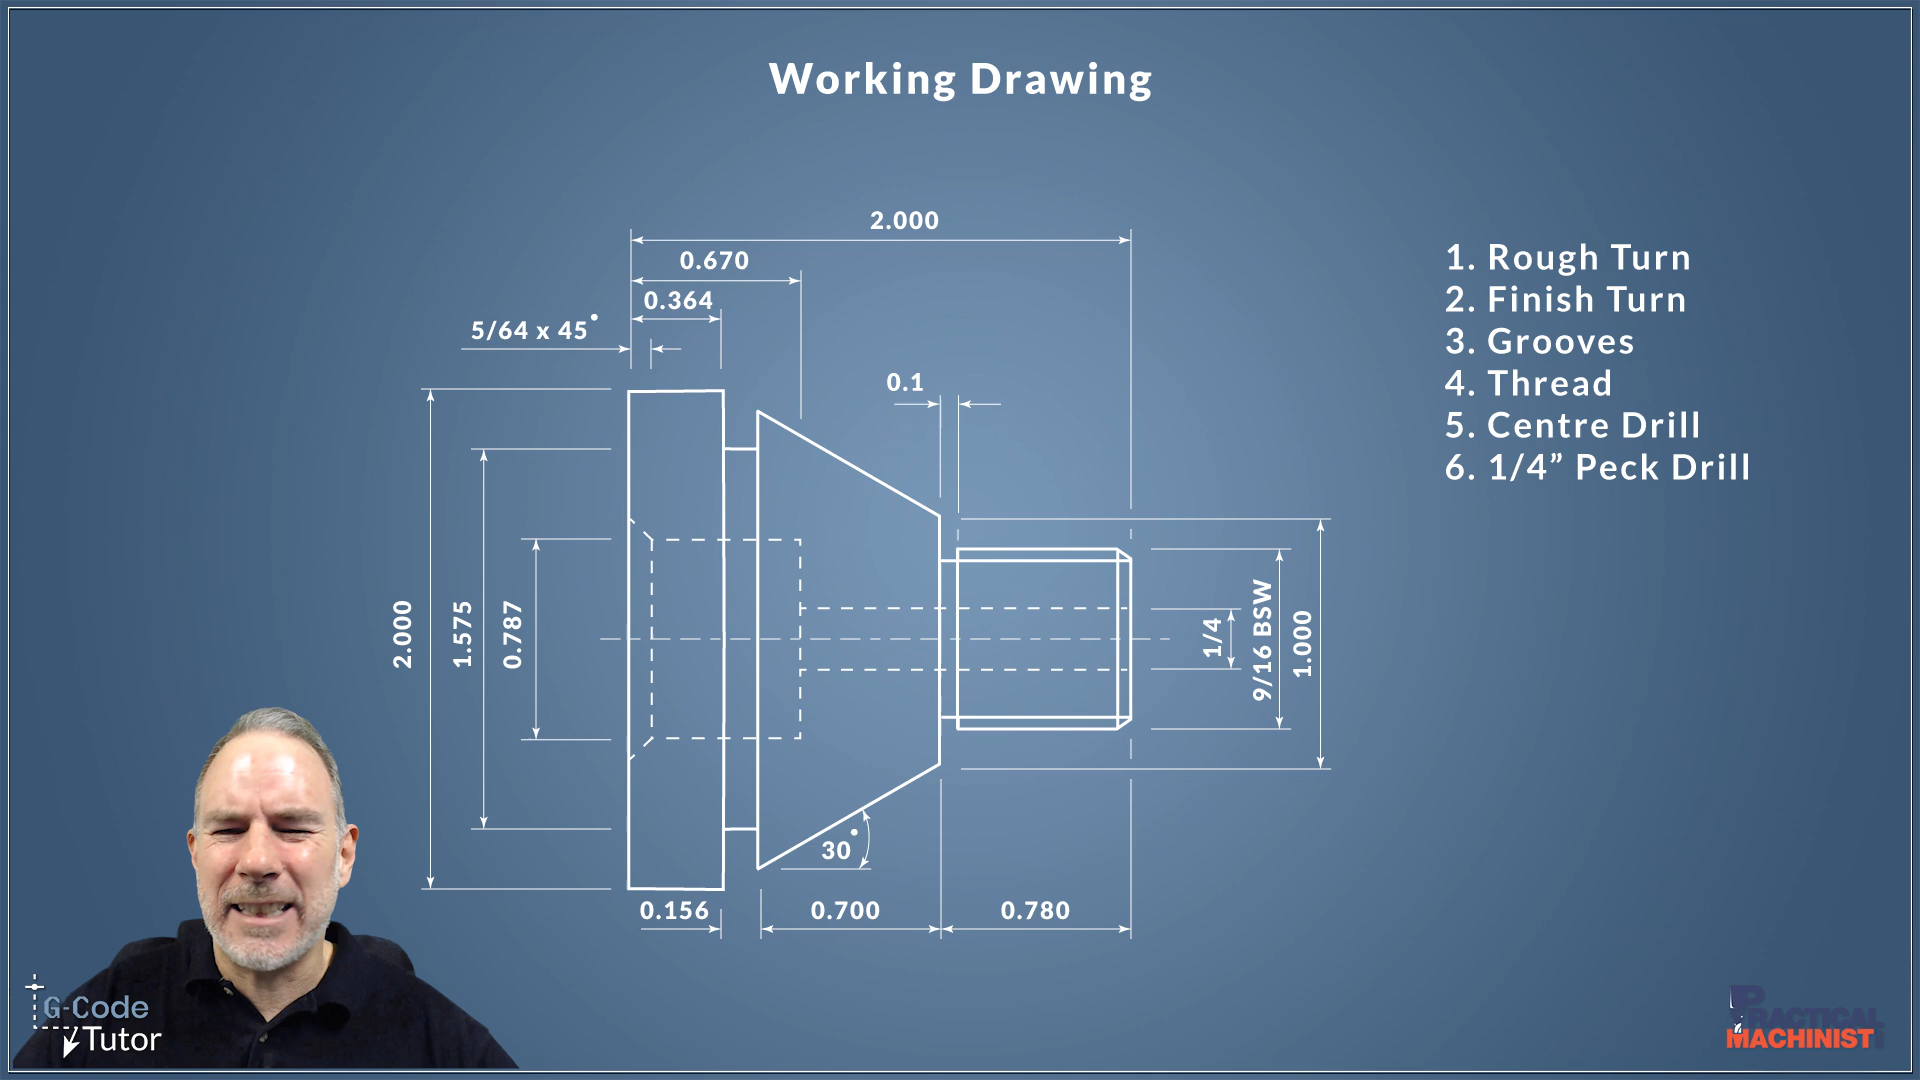 Working Drawing
2.000
0.670
0.364
5/64 x 45°
0.1
1. Rough Turn
2. Finish Turn
3. Grooves
4. Thread
5. Centre Drill
6. 1/4” Peck Drill
2.000
1.575
0.787
1/4
9/16 BSW
1.000
30°
0.156
0.700
0.780
G-Code
Tutor
PRACTICAL
MACHINIST